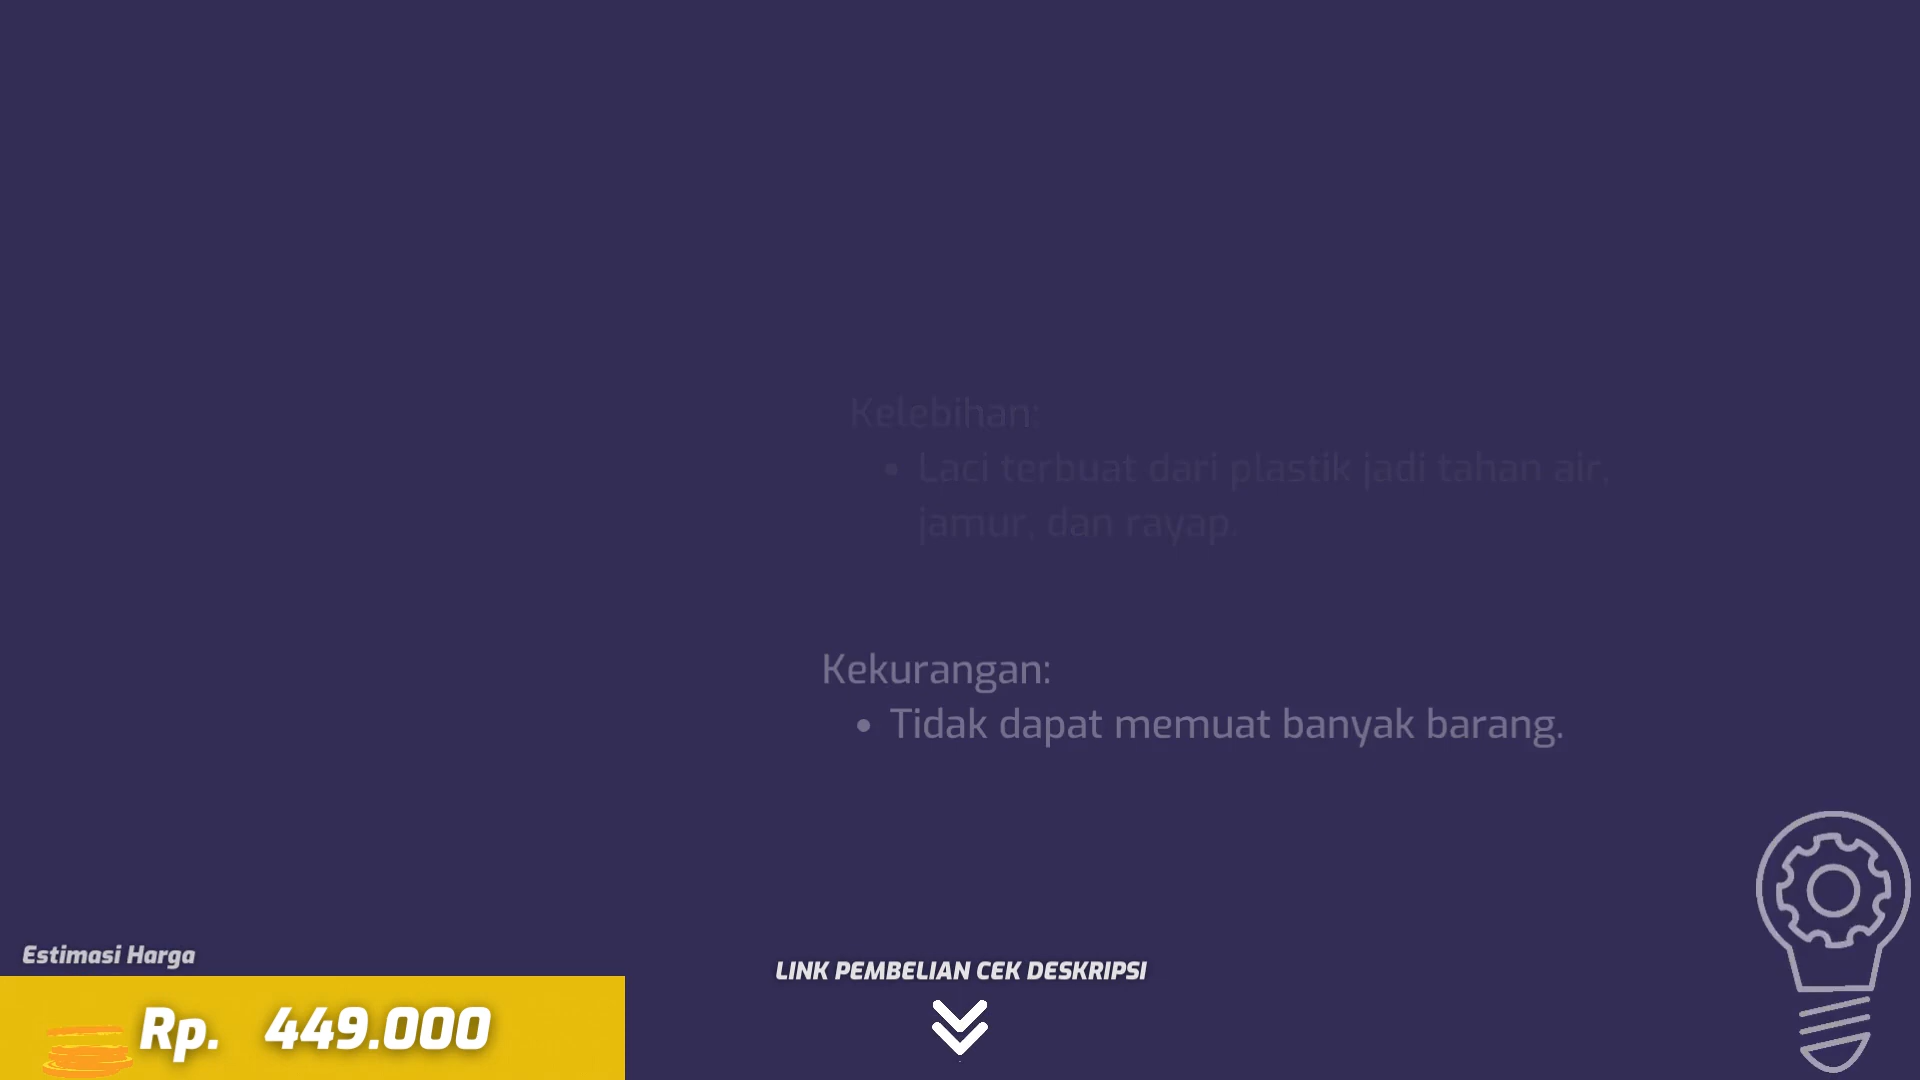 Kelebihan:
• Laci terbuat dari plastik jadi tahan air,
jamur, dan rayap.
Kekurangan:
• Tidak dapat memuat banyak barang.
Estimasi Harga
Rp. 449.000
LINK PEMBELIAN CEK DESKRIPSI